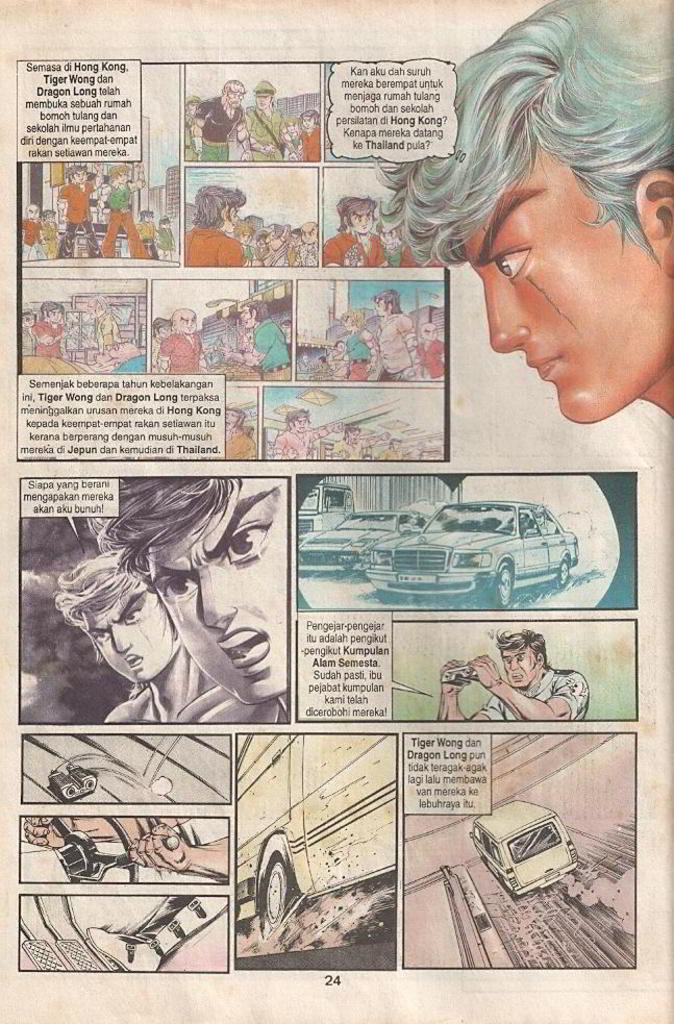 Semasa di Hong Kong,
Tiger Wong dan
Dragon Long telah
membuka sebuah rumah
bomoh tulang dan
sekolah ilmu pertahanan
diri dengan keempat-empat
rakan setiawan mereka.
Kan aku dah suruh
mereka berempat untuk
menjaga rumah tulang
bomoh dan sekolah
persilatan di Hong Kong?
Kenapa mereka datang
ke Thailand pula?
Semenjak beberapa tahun kebelakangan
ini, Tiger Wong dan Dragon Long terpaksa
meninggalkan urusan mereka di Hong Kong
kepada keempat-empat rakan setiawan itu
kerana berperang dengan musuh-musuh
mereka di Jepun dan kemudian di Thailand.
Siapa yang berani
mengapakan mereka
akan aku bunuh!
Pengejar-pengejar
itu adalah pengikut
-pengikut Kumpulan
Alam Semesta.
Sudah pasti, ibu
pejabat kumpulan
kami telah
dicerobohi mereka!
Tiger Wong dan
Dragon Long pun
tidak teragak-agak
lagi lalu membawa
van mereka ke
lebuhraya itu.
24